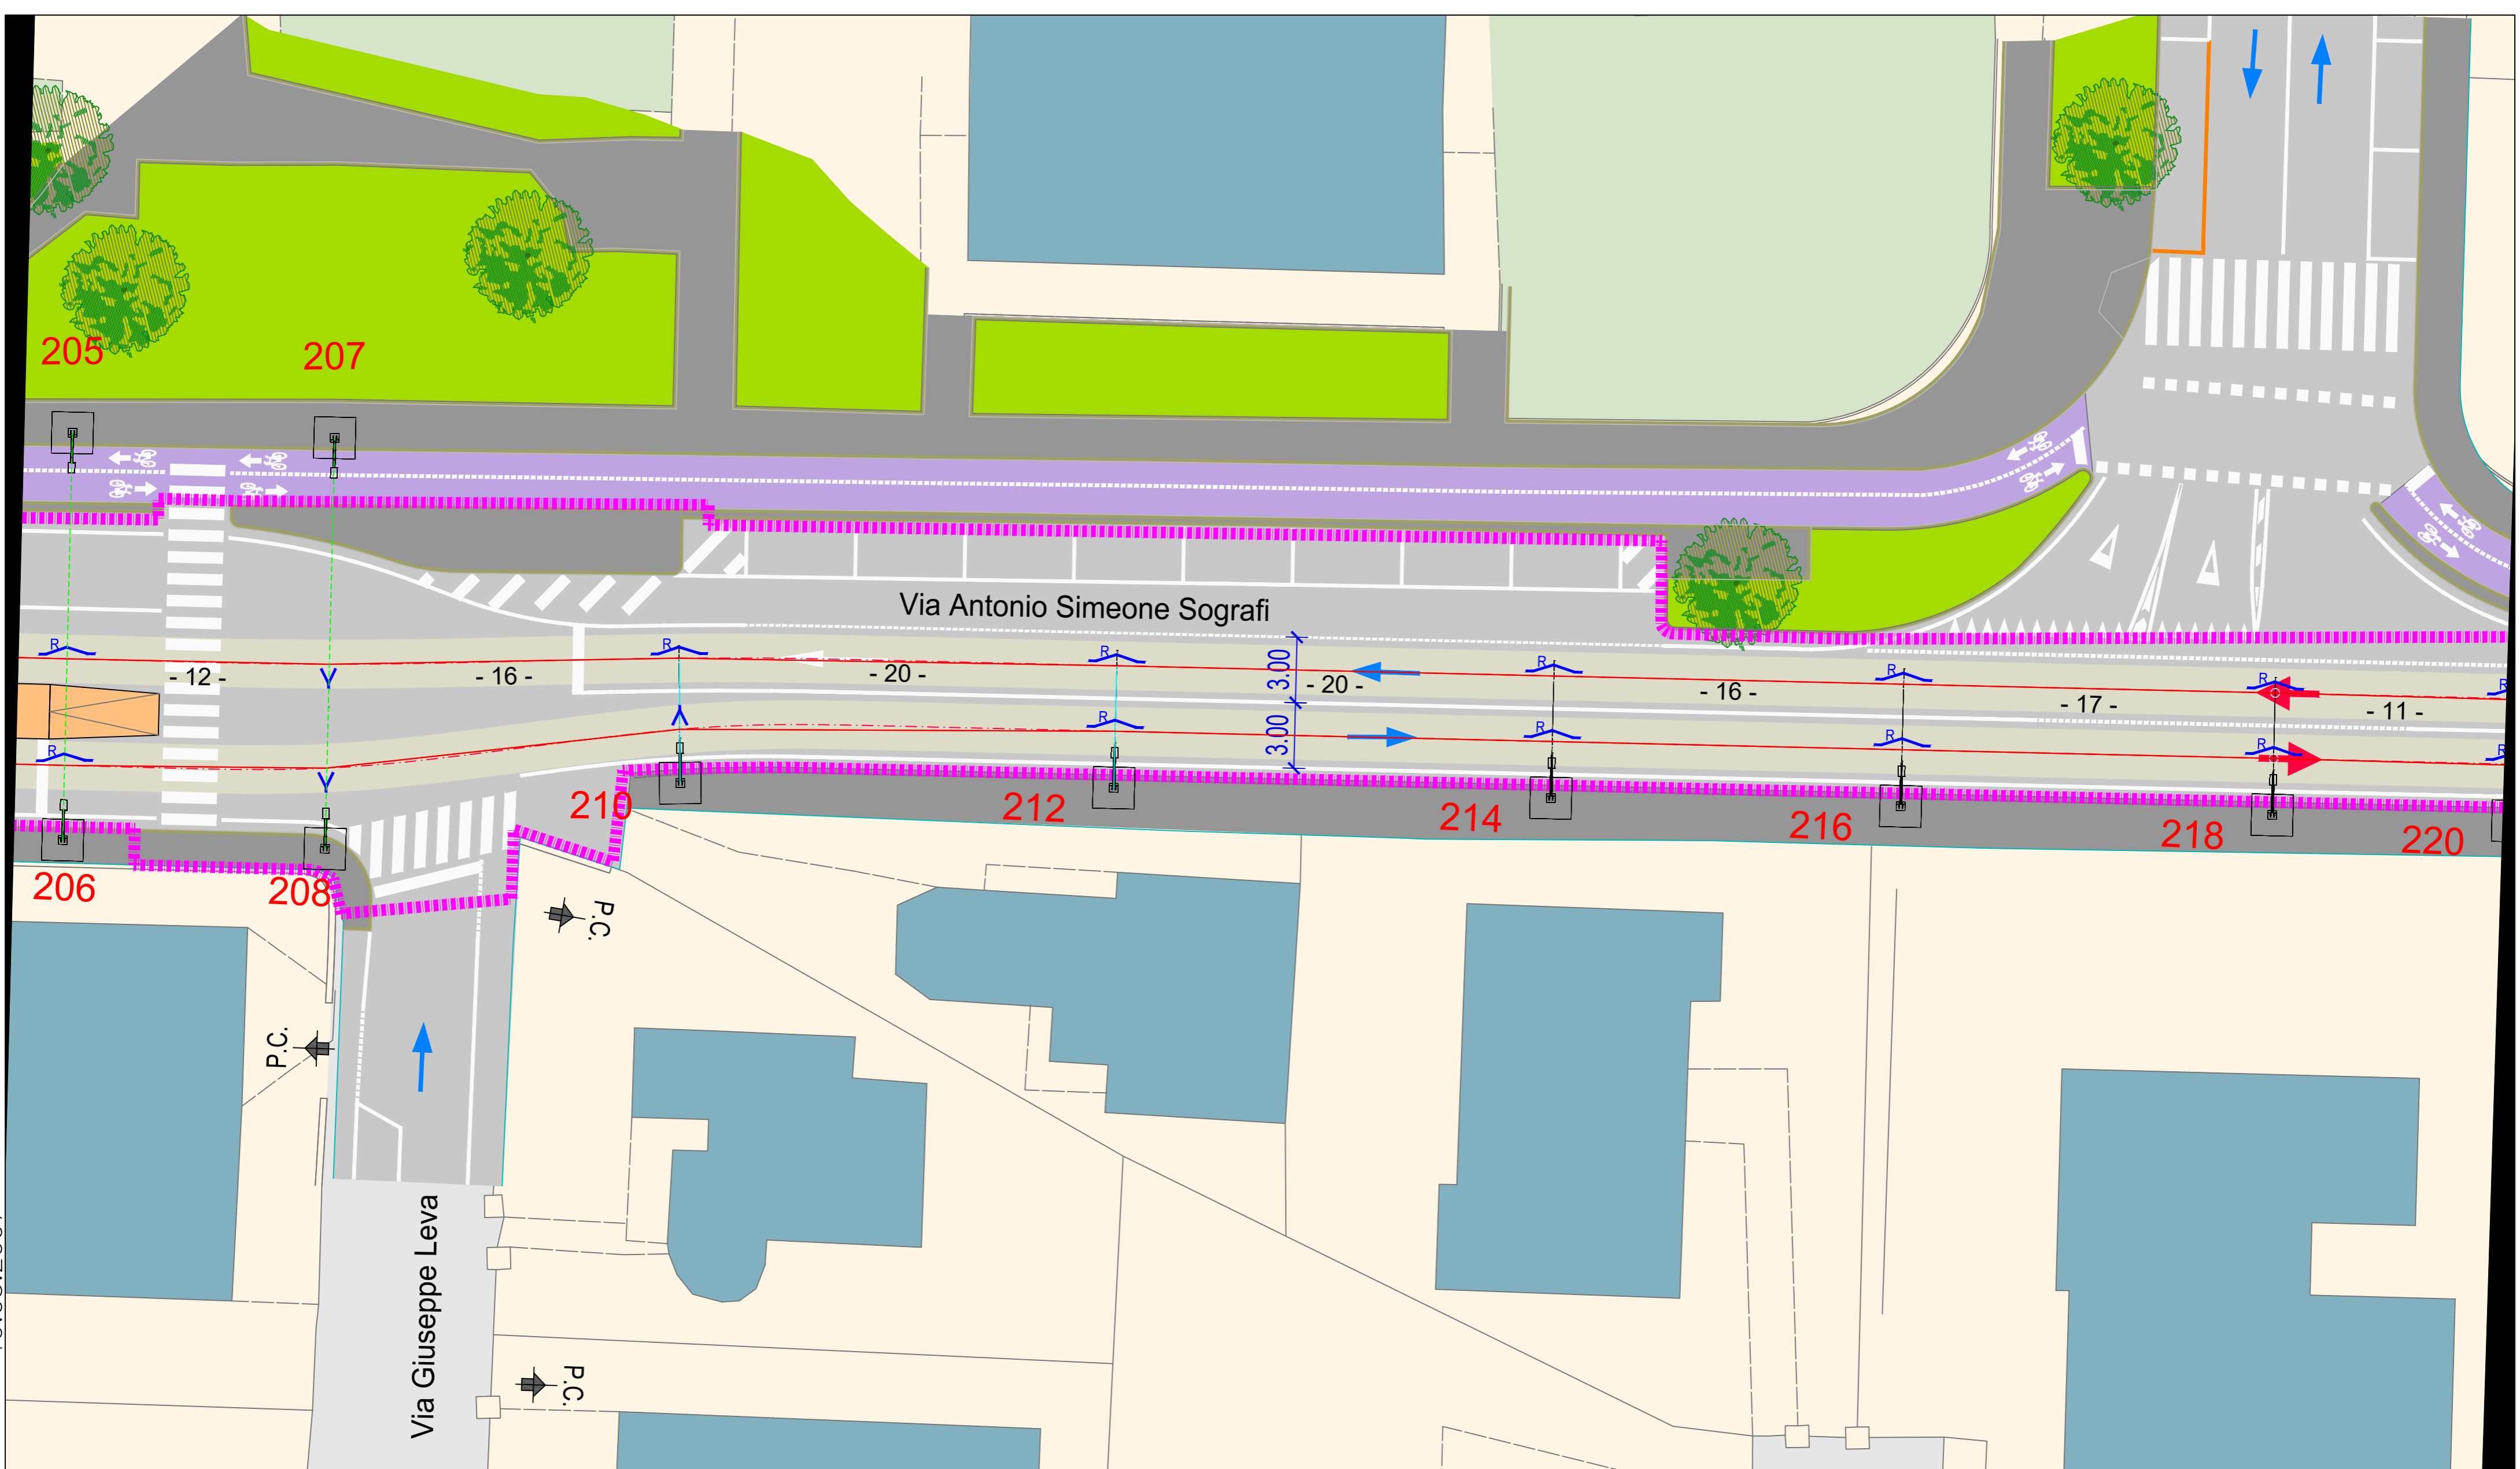 205
207
Via Antonio Simeone Sografi
R
R
R
R
R
R
R
- 12 -
- 16 -
- 20 -
3.00
- 20 -
- 16 -
- 17 -
- 11 -
R
R
R
R
R
R
3.00
210
212
214
216
218
220
206
208
P.C.
P.C.
Via Giuseppe Leva
P.C.